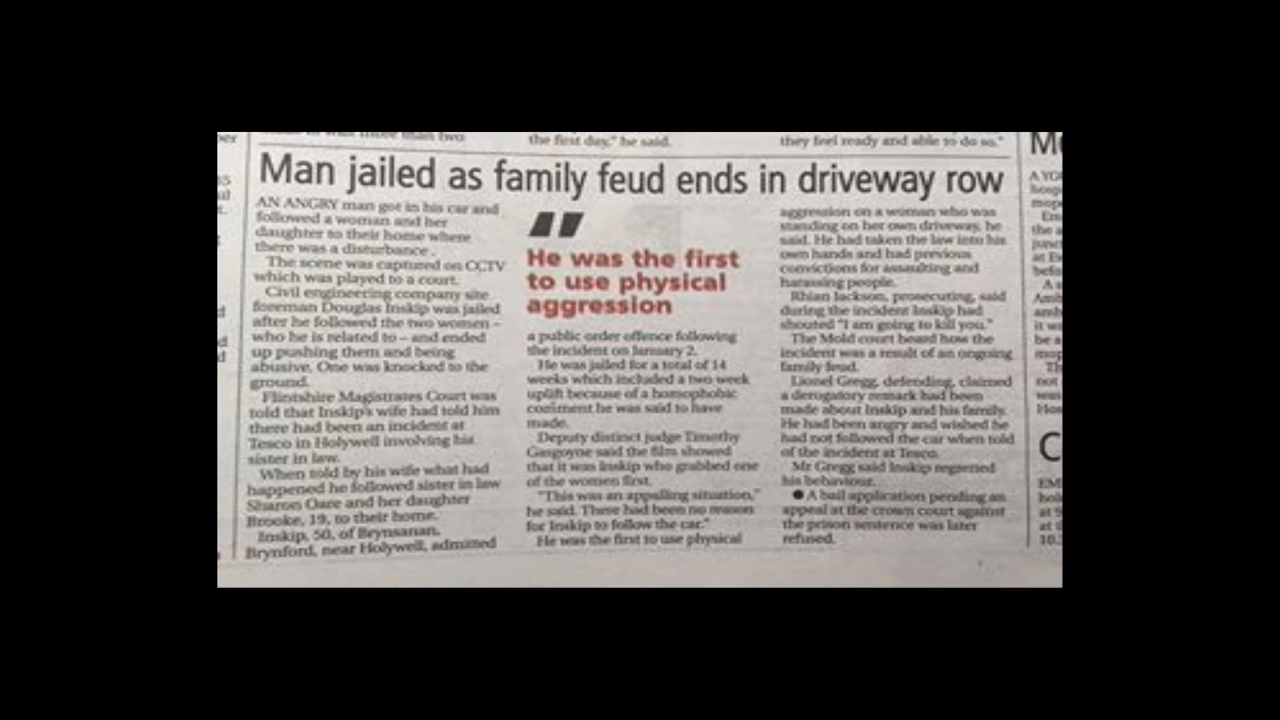 the first day," he said.
they feel ready and able to do so."
Man jailed as family feud ends in driveway row
AN ANGRY man got in his car and
followed a woman and her
daughter to their home where
there was a disturbance.
The scene was captured on CCTV
which was played to a court.
Civil engineering company site
foreman Douglas Inskip was jailed
after he followed the two women –
who he is related to – and ended
up pushing them and being
abusive. One was knocked to the
ground.
Flintshire Magistrates Court was
told that Inskip's wife had told him
there had been an incident at
Tesco in Holywell involving his
sister in law.
When told by his wife what had
happened he followed sister in law
Sharon Oare and her daughter
Brooke, 19, to their home.
Inskip, 50, of Brynsanan,
Brynford, near Holywell, admitted
He was the first
to use physical
aggression
a public order offence following
the incident on January 2.
He was jailed for a total of 14
weeks which included a two week
uplift because of a homophobic
comment he was said to have
made.
Deputy distinct judge Timothy
Gasgoyne said the film showed
that it was Inskip who grabbed one
of the women first.
"This was an appalling situation,"
he said. There had been no reason
for Inskip to follow the car."
He was the first to use physical
aggression on a woman who was
standing on her own driveway, he
said. He had taken the law into his
own hands and had previous
convictions for assaulting and
harassing people.
Rhian Jackson, prosecuting, said
during the incident Inskip had
shouted "I am going to kill you."
The Mold court heard how the
incident was a result of an ongoing
family feud.
Lionel Gregg, defending, claimed
a derogatory remark had been
made about Inskip and his family.
He had been angry and wished he
had not followed the car when told
of the incident at Tesco.
Mr Gregg said Inskip regretted
his behaviour.
● A bail application pending an
appeal at the crown court against
the prison sentence was later
refused.